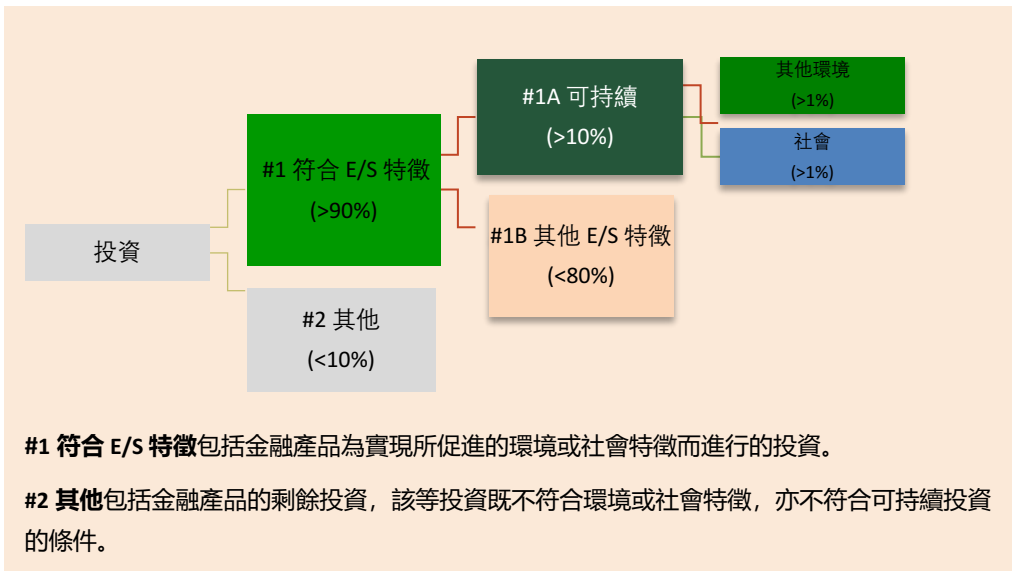 #1A 可持續
(>10%)
其他環境
(>1%)
社會
(>1%)
#1 符合 E/S 特徵
(>90%)
#1B 其他 E/S 特徵
(<80%)
投資
#2 其他
(<10%)
#1 符合 E/S 特徵包括金融產品為實現所促進的環境或社會特徵而進行的投資。
#2 其他包括金融產品的剩餘投資，該等投資既不符合環境或社會特徵，亦不符合可持續投資
的條件。